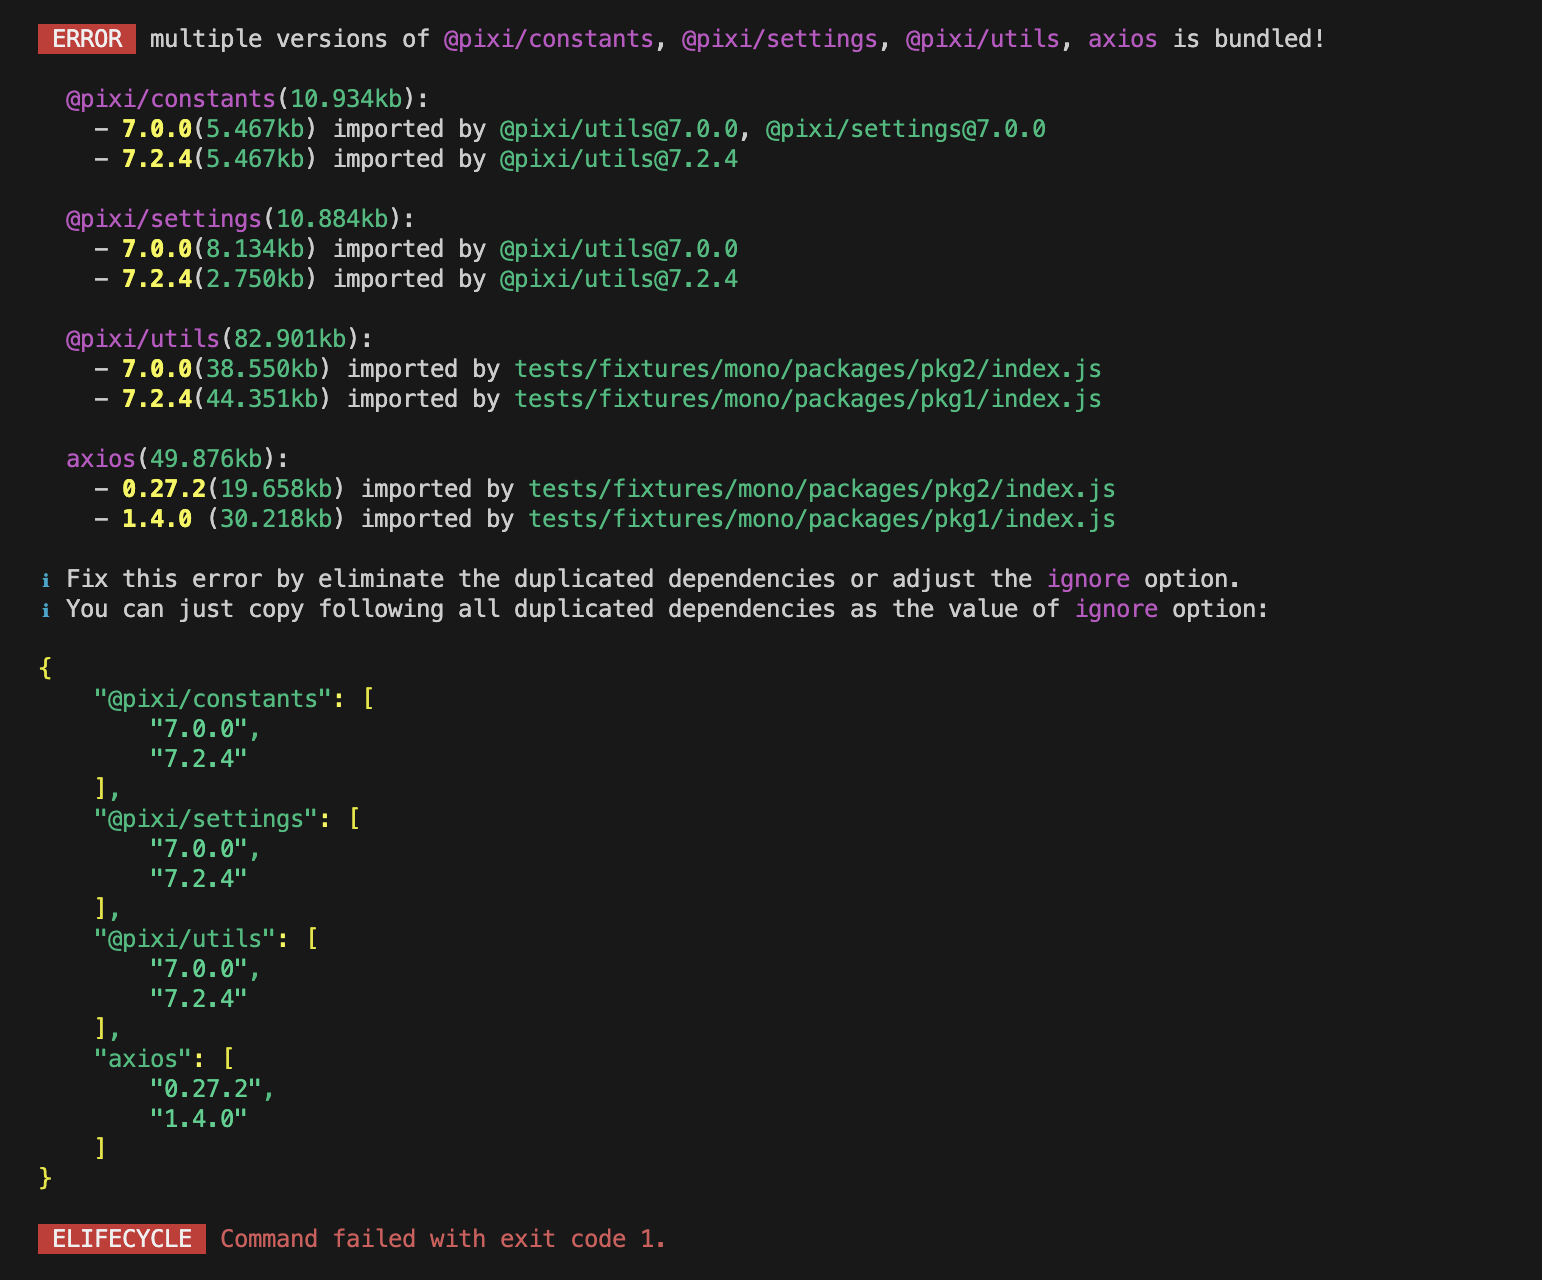 ERROR multiple versions of @pixi/constants, @pixi/settings, @pixi/utils, axios is bundled!
@pixi/constants(10.934kb):
– 7.0.0(5.467kb) imported by @pixi/utils@7.0.0, @pixi/settings@7.0.0
– 7.2.4(5.467kb) imported by @pixi/utils@7.2.4
@pixi/settings(10.884kb):
– 7.0.0(8.134kb) imported by @pixi/utils@7.0.0
– 7.2.4(2.750kb) imported by @pixi/utils@7.2.4
@pixi/utils(82.901kb):
– 7.0.0(38.550kb) imported by tests/fixtures/mono/packages/pkg2/index.js
– 7.2.4(44.351kb) imported by tests/fixtures/mono/packages/pkg1/index.js
axios(49.876kb):
– 0.27.2(19.658kb) imported by tests/fixtures/mono/packages/pkg2/index.js
– 1.4.0 (30.218kb) imported by tests/fixtures/mono/packages/pkg1/index.js
ℹ Fix this error by eliminate the duplicated dependencies or adjust the ignore option.
ℹ You can just copy following all duplicated dependencies as the value of ignore option:
{
"@pixi/constants": [
"7.0.0",
"7.2.4"
],
"@pixi/settings": [
"7.0.0",
"7.2.4"
],
"@pixi/utils": [
"7.0.0",
"7.2.4"
],
"axios": [
"0.27.2",
"1.4.0"
]
}
ELIFECYCLE Command failed with exit code 1.